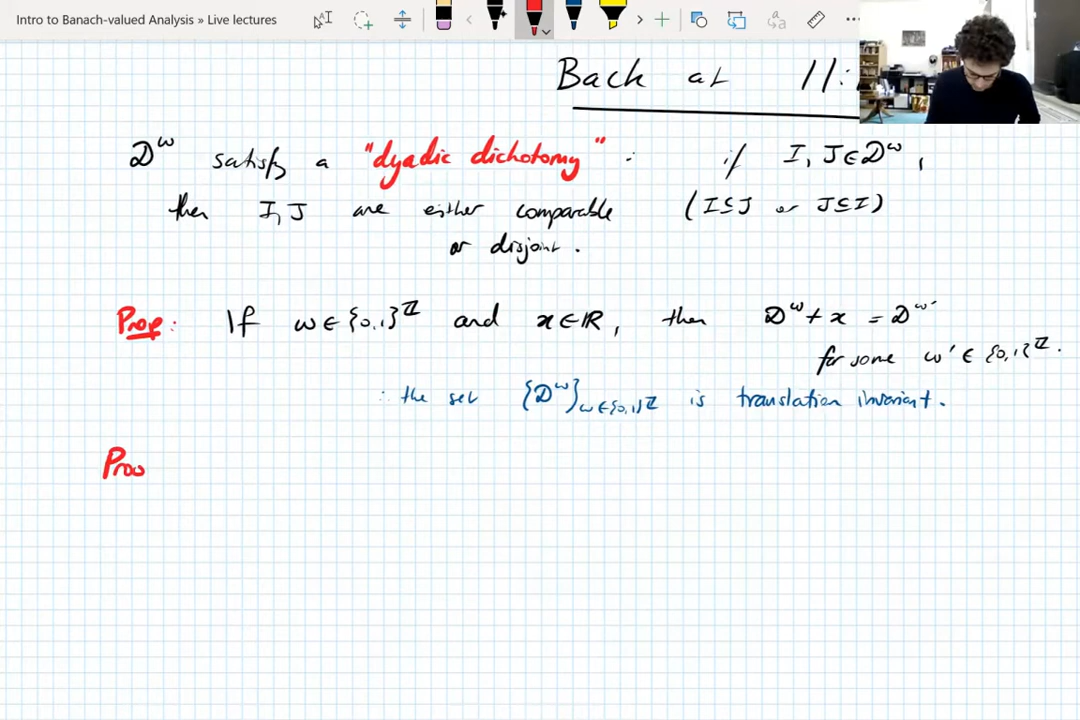 Intro to Banach-valued Analysis » Live lectures
Back at 11:
𝒟^ω satisfy a "dyadic dichotomy" : if I, J ∈ 𝒟^ω ,
then I, J are either comparable (I ⊆ J or J ⊆ I)
or disjoint.
Prop: If ω ∈ {0,1}^ℤ and x ∈ ℝ, then 𝒟^ω + x = 𝒟^ω'
for some ω' ∈ {0,1}^ℤ.
∴ the set {𝒟^ω}_{ω∈{0,1}^ℤ} is translation invariant.
Proo